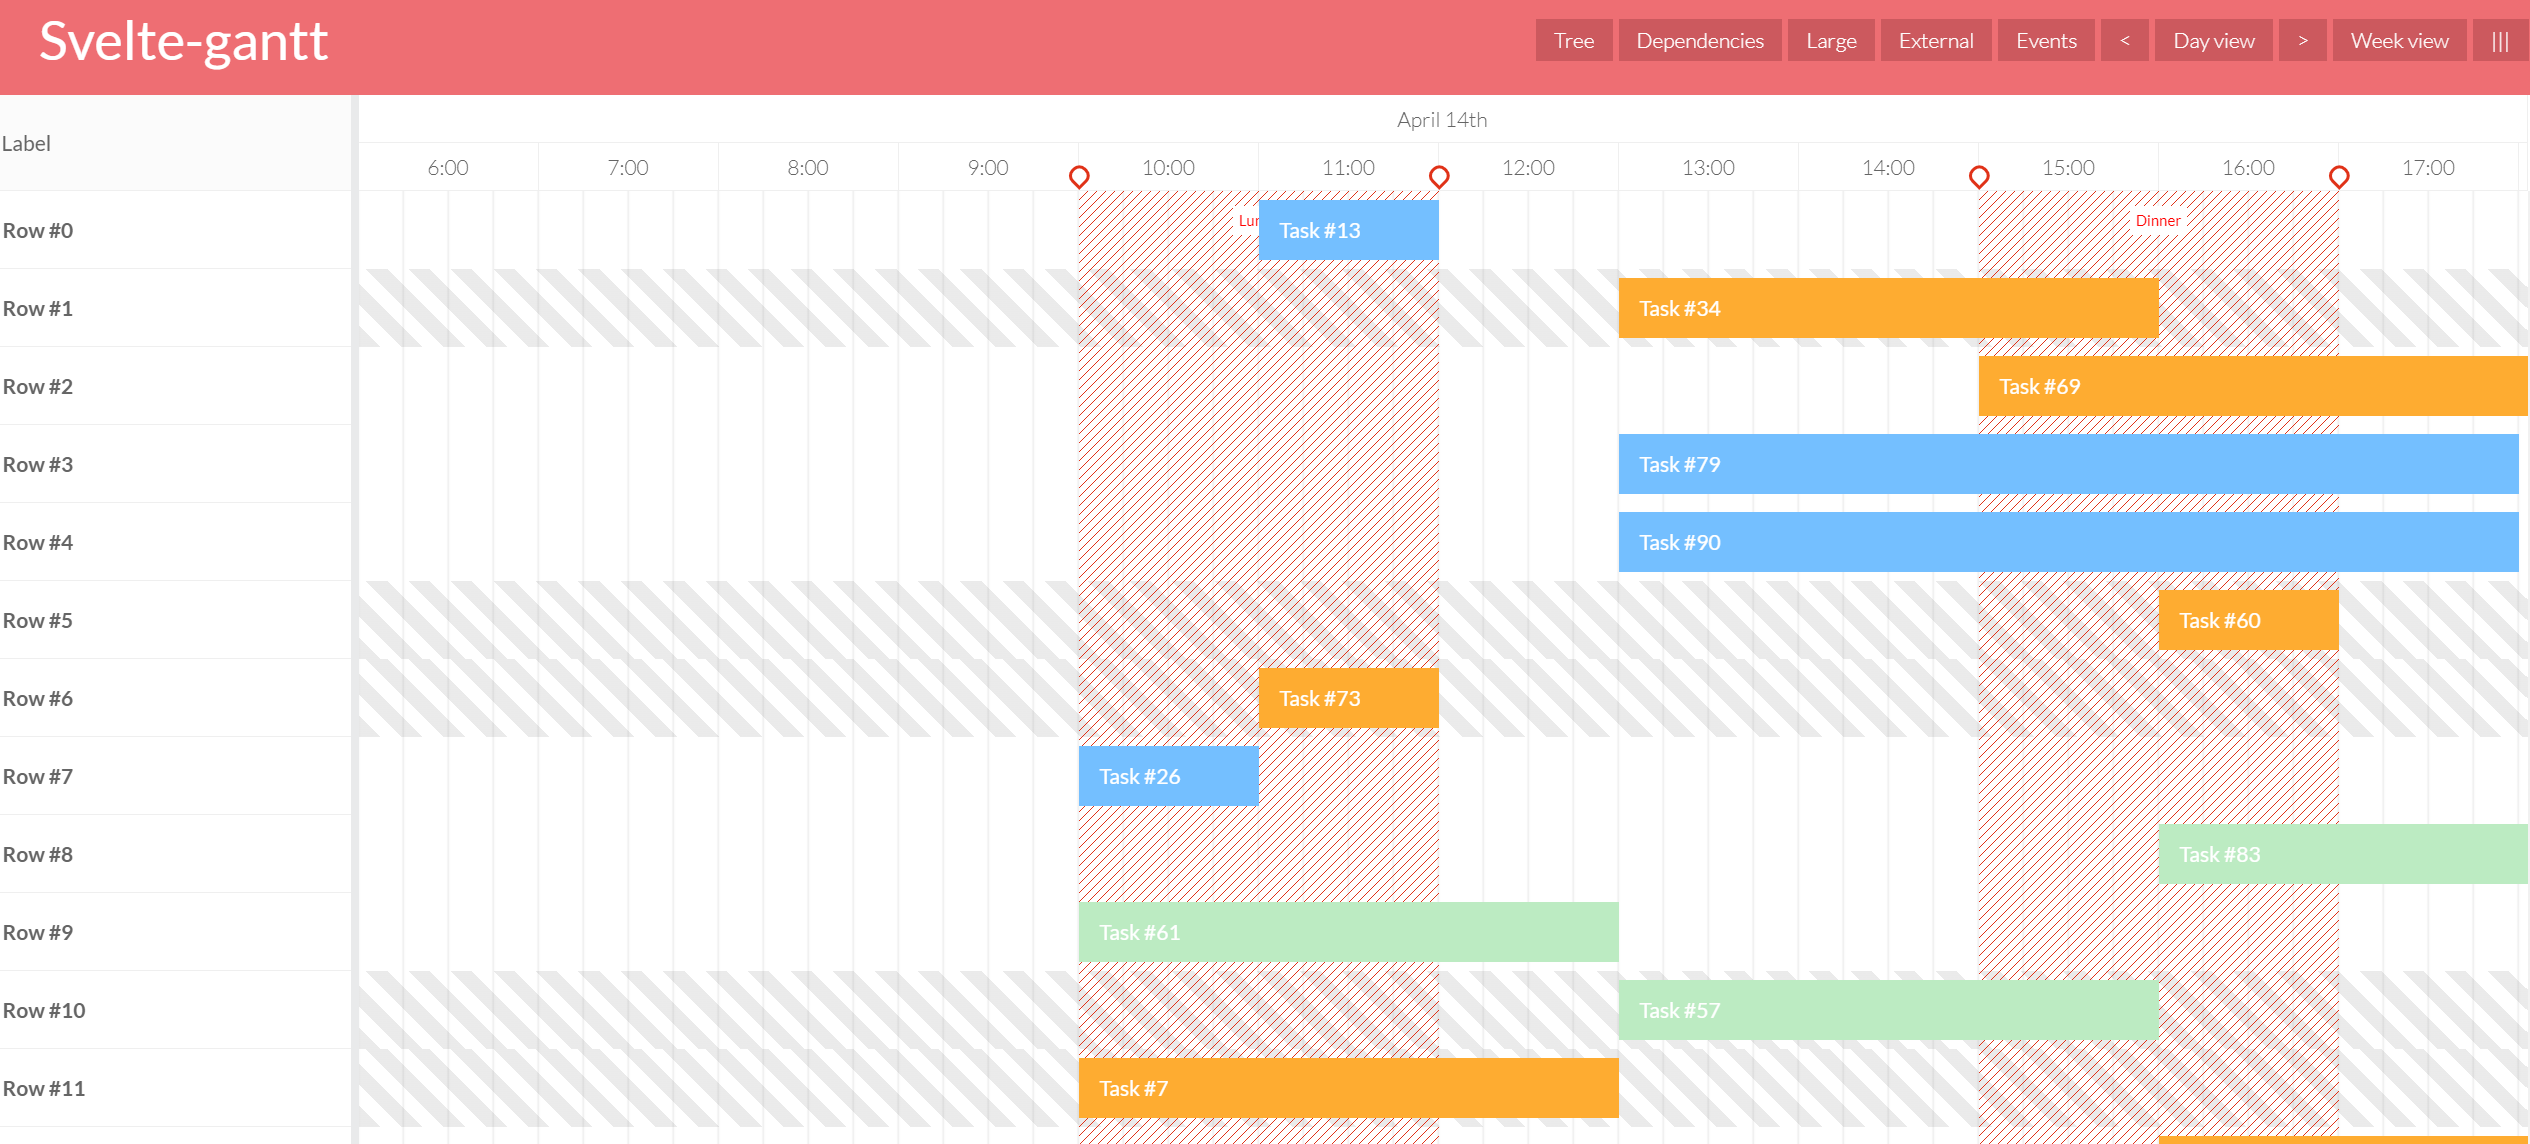 Svelte-gantt
Tree Dependencies Large External Events < Day view > Week view |||
Label
April 14th
6:00 7:00 8:00 9:00 10:00 11:00 12:00 13:00 14:00 15:00 16:00 17:00
Row #0 Task #13 Dinner
Row #1 Task #34
Row #2 Task #69
Row #3 Task #79
Row #4 Task #90
Row #5 Task #60
Row #6 Task #73
Row #7 Task #26
Row #8 Task #83
Row #9 Task #61
Row #10 Task #57
Row #11 Task #7